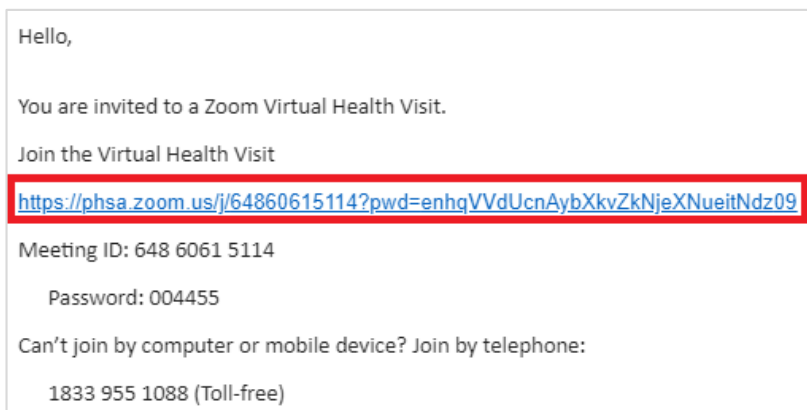 Hello,
You are invited to a Zoom Virtual Health Visit.
Join the Virtual Health Visit
https://phsa.zoom.us/j/64860615114?pwd=enhqVVdUcnAybXkvZkNjeXNueitNdz09
Meeting ID: 648 6061 5114
Password: 004455
Can’t join by computer or mobile device? Join by telephone:
1833 955 1088 (Toll-free)